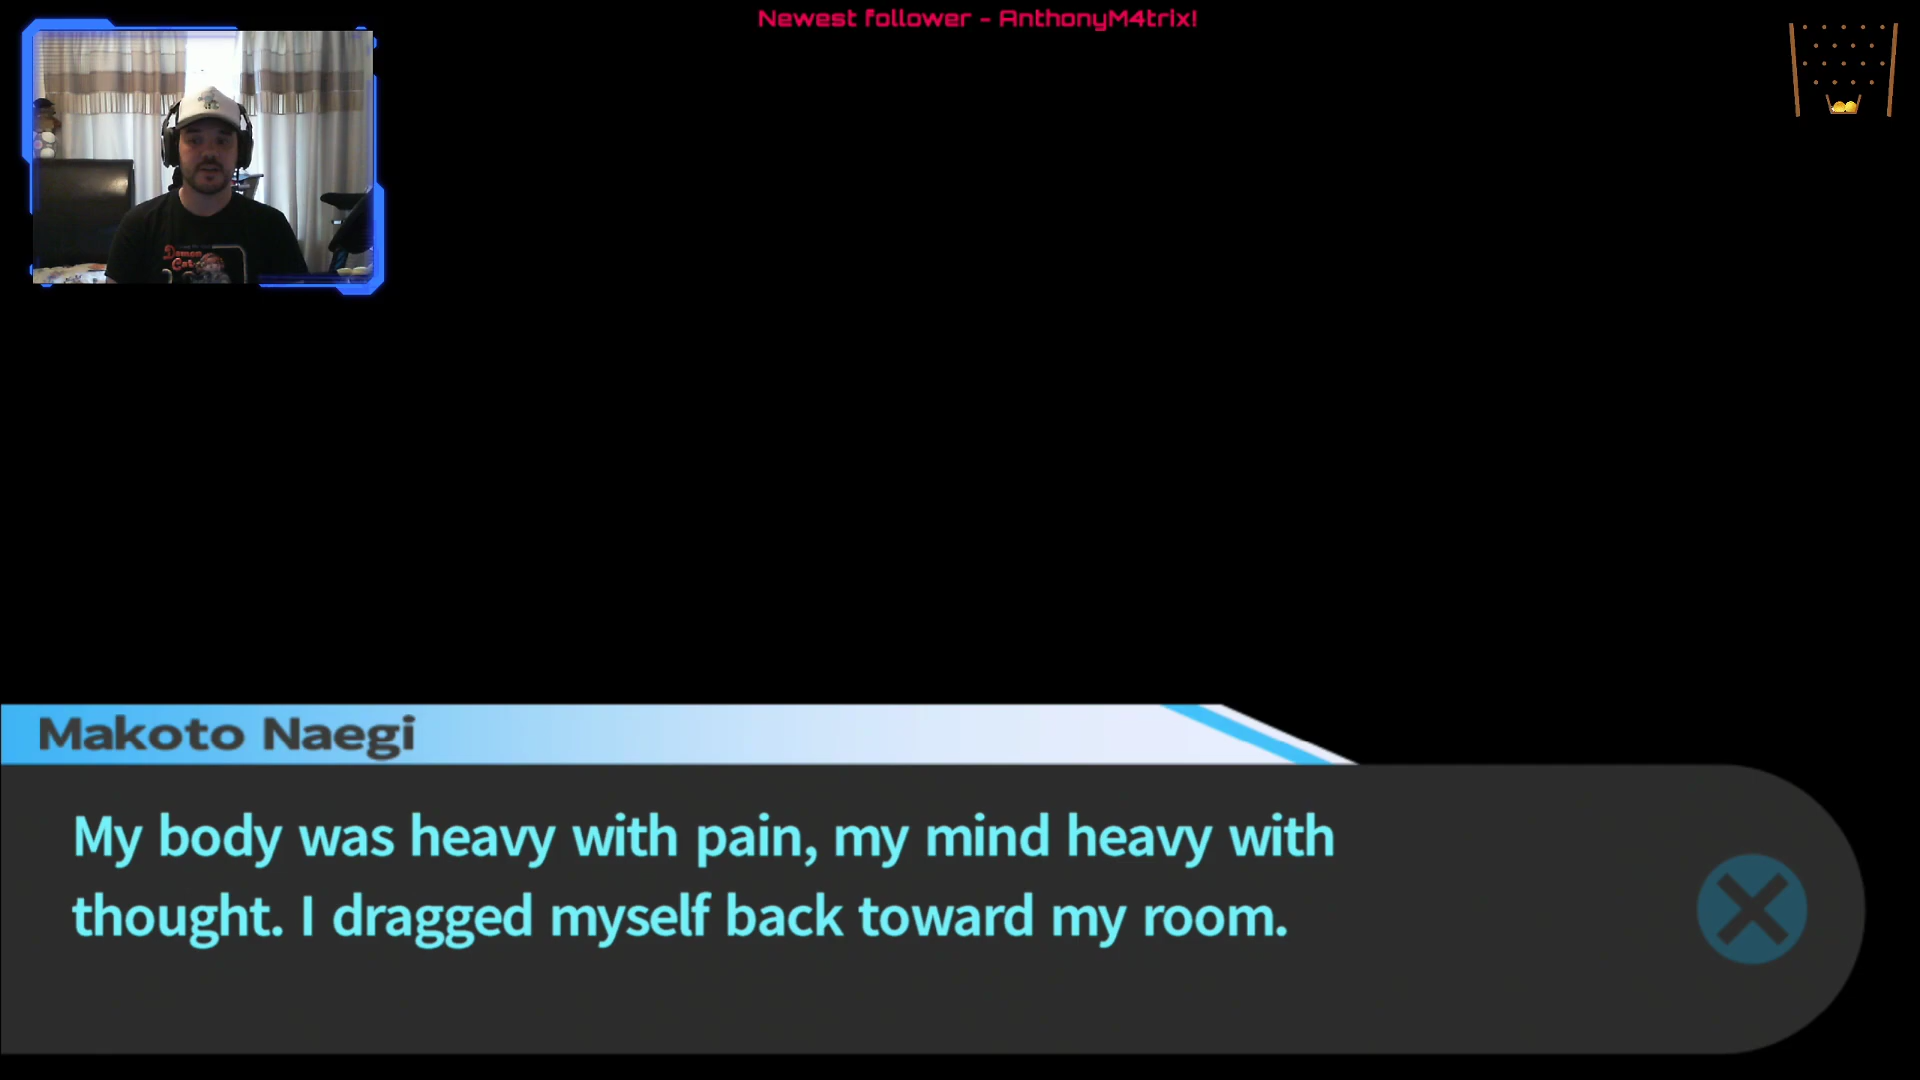 Newest follower - AnthonyM4trix!
Makoto Naegi
My body was heavy with pain, my mind heavy with
thought. I dragged myself back toward my room.